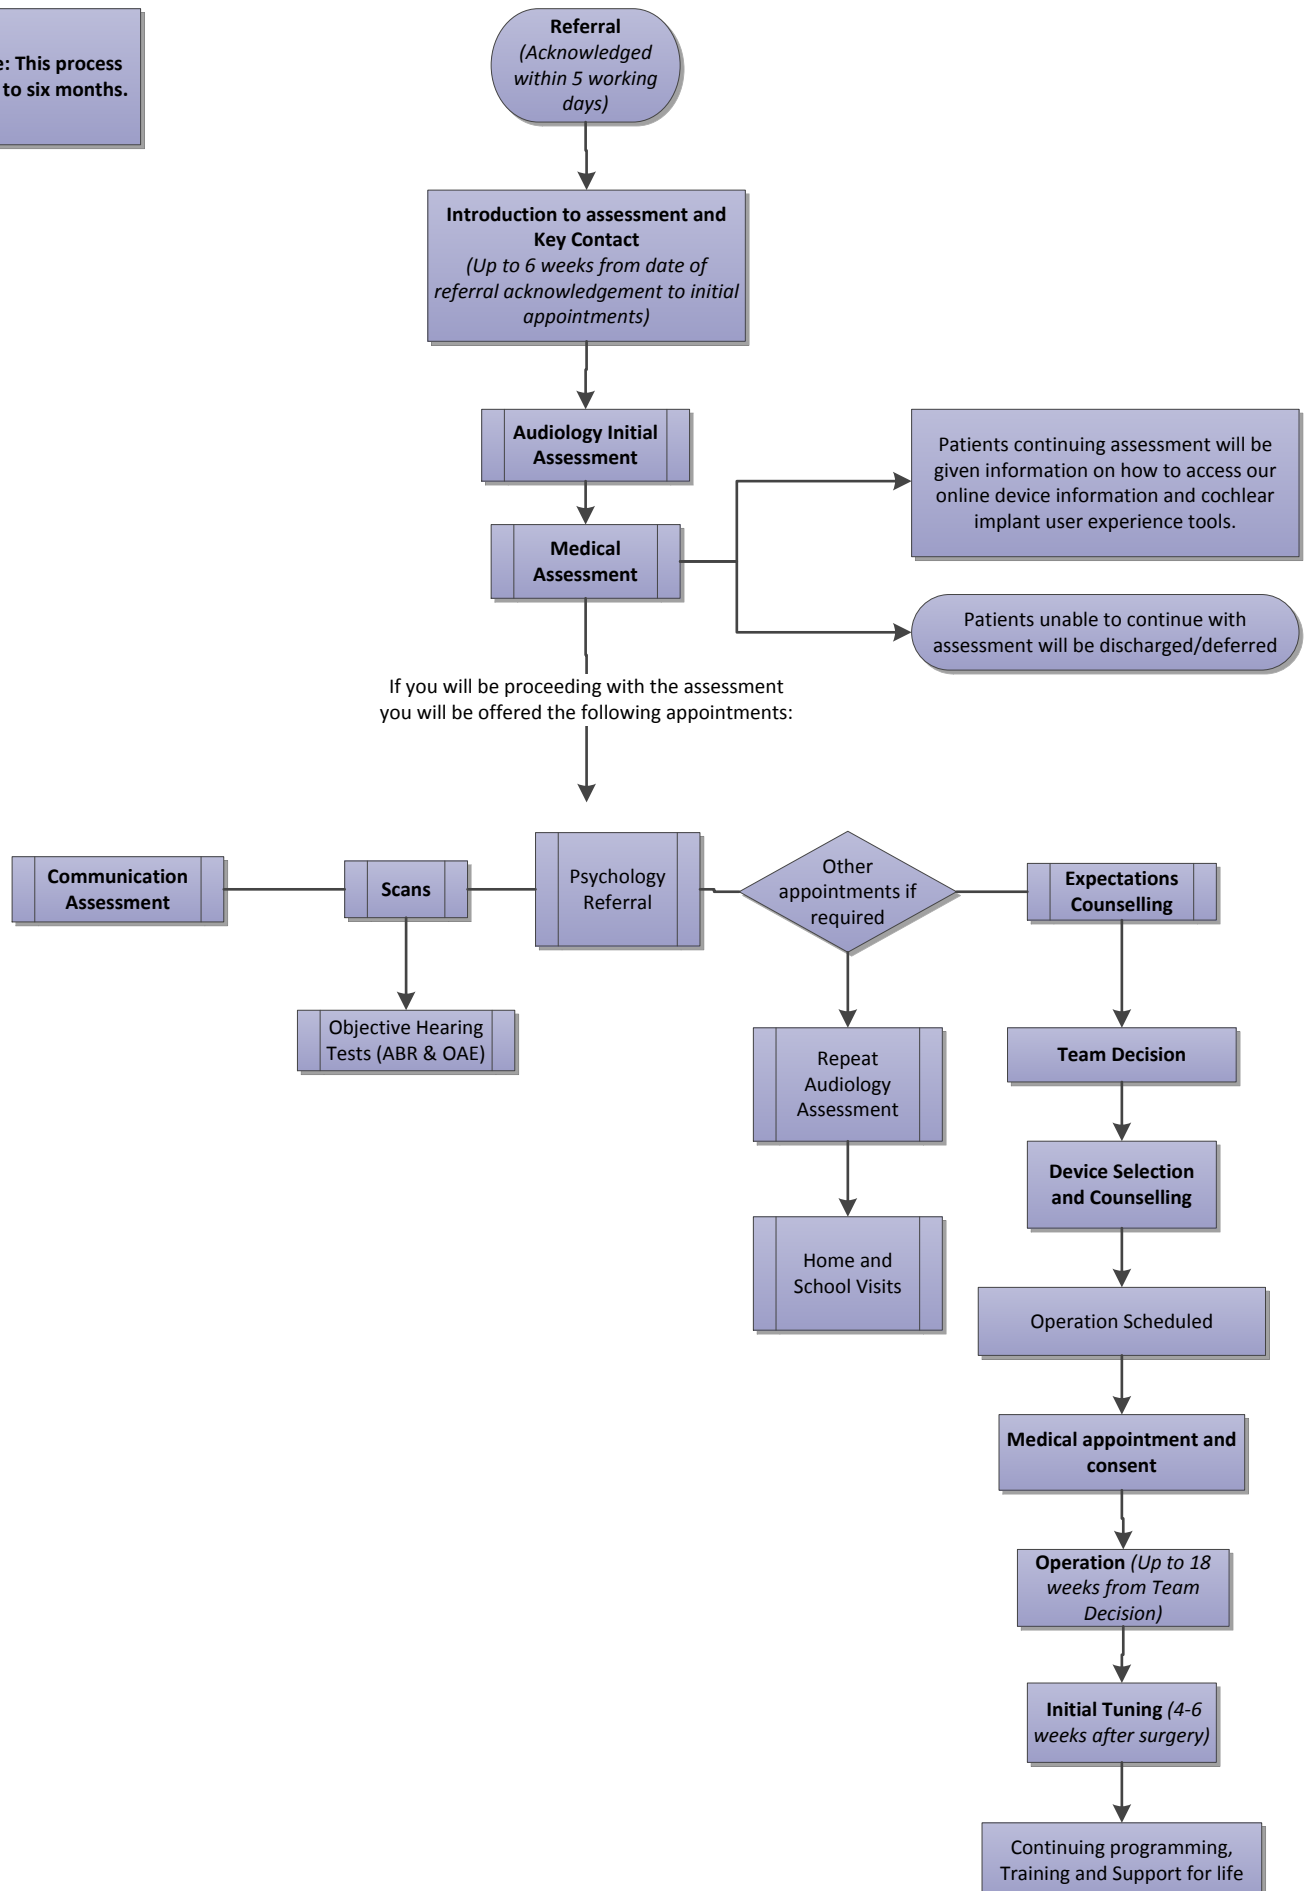 : This process
to six months.
Referral
(Acknowledged
within 5 working
days)
Introduction to assessment and
Key Contact
(Up to 6 weeks from date of
referral acknowledgement to initial
appointments)
Audiology Initial
Assessment
Medical
Assessment
Patients continuing assessment will be
given information on how to access our
online device information and cochlear
implant user experience tools.
Patients unable to continue with
assessment will be discharged/deferred
If you will be proceeding with the assessment
you will be offered the following appointments:
Communication
Assessment
Scans
Psychology
Referral
Other
appointments if
required
Expectations
Counselling
Objective Hearing
Tests (ABR & OAE)
Repeat
Audiology
Assessment
Home and
School Visits
Team Decision
Device Selection
and Counselling
Operation Scheduled
Medical appointment and
consent
Operation (Up to 18
weeks from Team
Decision)
Initial Tuning (4-6
weeks after surgery)
Continuing programming,
Training and Support for life